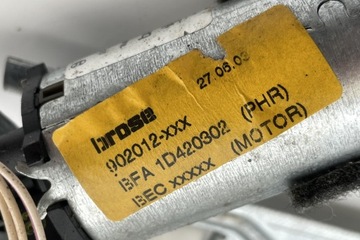 27.06.03
brose
902012-xxx
BFA 1D420302 (PHR)
BEC xxxxxx (MOTOR)